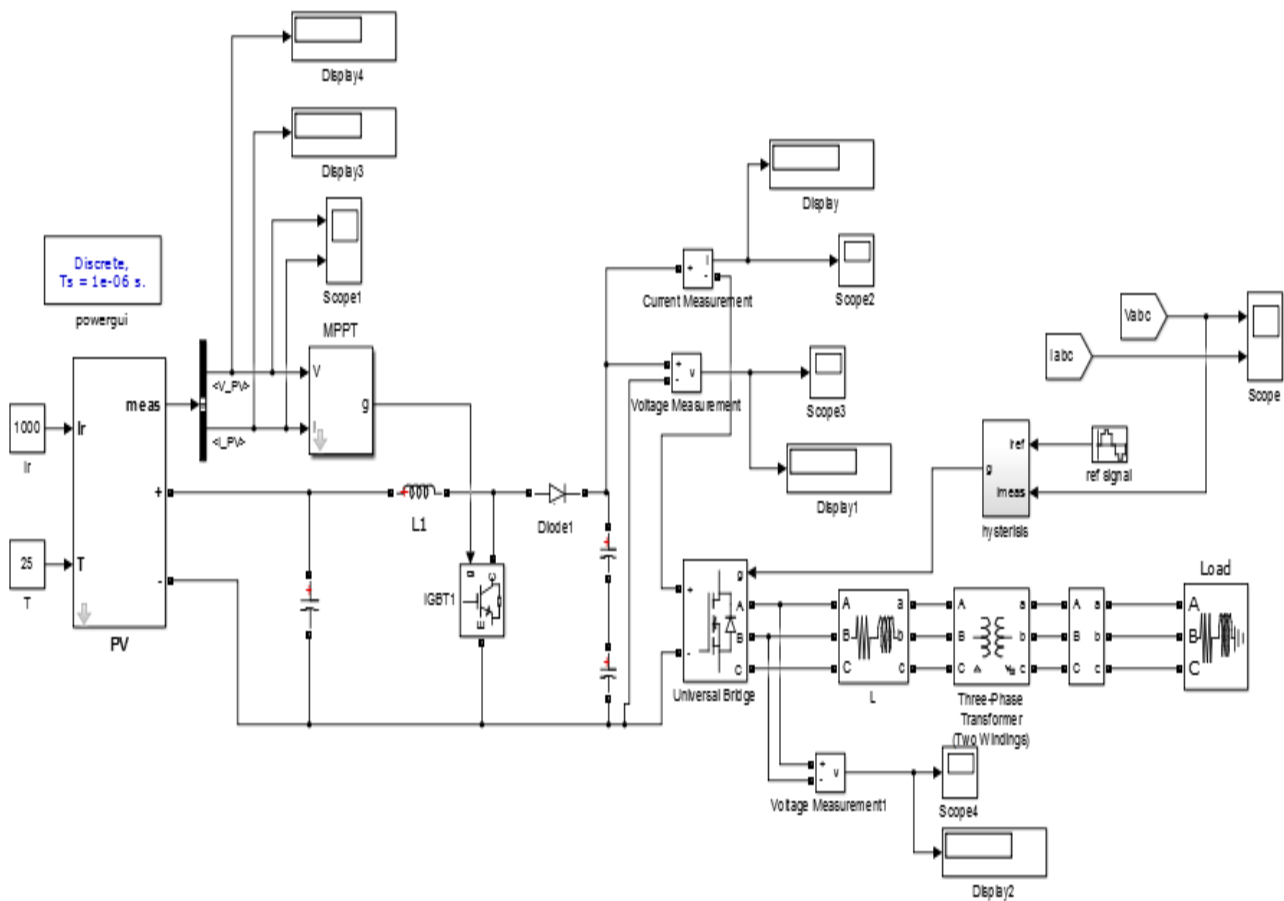 Display4
Display3
Scope1
Discrete,
Ts = 1e-06 s.
powergui
MPPT
V
I
g
<V_PV>
<I_PV>
meas
1000
Ir
Ir
25
T
T
+
-
PV
L1
Diode1
IGBT1
g
C
E
Display
I
+
-
Current Measurement
Scope2
+
-
v
Voltage Measurement
Scope3
Display1
Vabc
Iabc
Scope
Iref
Imeas
g
ref signal
hysterisis
g
+
-
A
B
C
Universal Bridge
A
B
C
a
b
c
L
A
B
C
a
b
c
Three-Phase
Transformer
(Two Windings)
A
B
C
a
b
c
Load
A
B
C
+
-
v
Voltage Measurement1
Scope4
Display2